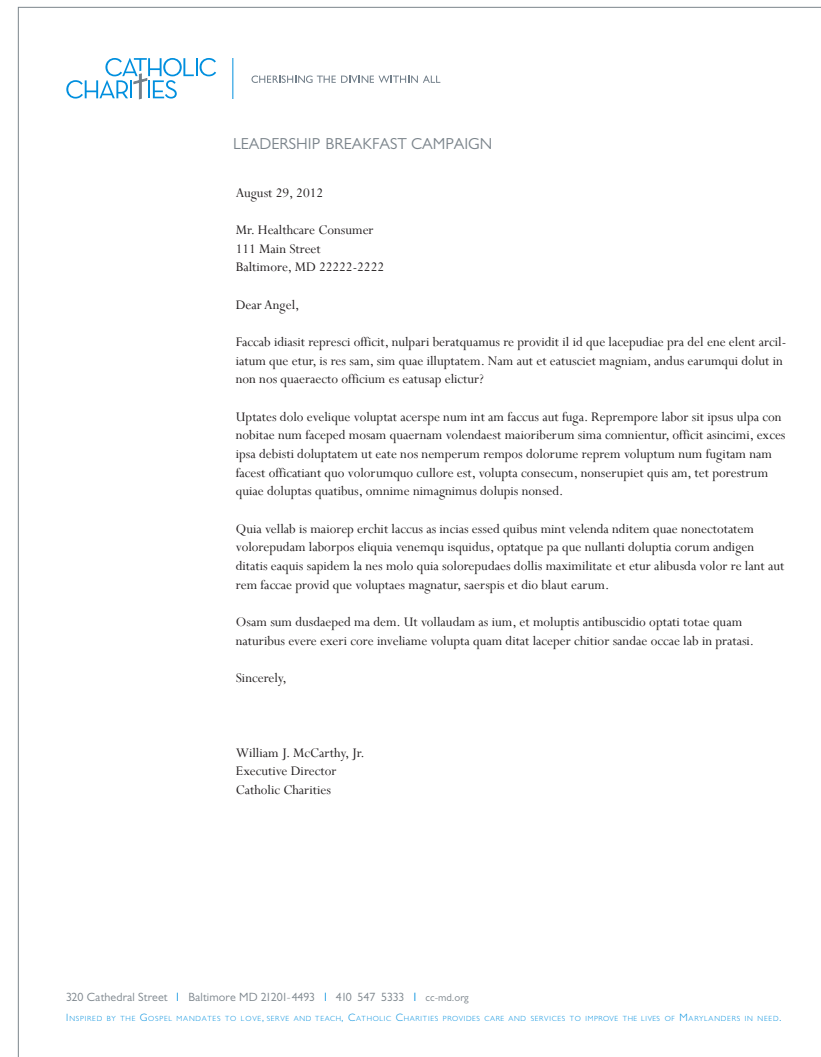 CATHOLIC
CHARITIES
CHERISHING THE DIVINE WITHIN ALL
LEADERSHIP BREAKFAST CAMPAIGN
August 29, 2012
Mr. Healthcare Consumer
111 Main Street
Baltimore, MD 22222-2222
Dear Angel,
Faccab idiasit represci officit, nulpari beratquamus re providit il id que lacepudiae pra del ene elent arcil-
iatum que etur, is res sam, sim quae illuptatem. Nam aut et eatusciet magniam, andus earumqui dolut in
non nos quaeraecto officium es eatusap elictur?
Uptates dolo evelique voluptat acerspe num int am faccus aut fuga. Reprempore labor sit ipsus ulpa con
nobitae num faceped mosam quaernam volendaest maioriberum sima comnientur, officit asincimi, exces
ipsa debisti doluptatem ut eate nos nemperum rempos dolorume reprem voluptum num fugitam nam
facest officatiant quo volorumquo cullore est, volupta consecum, nonserupiet quis am, tet porestrum
quiae doluptas quatibus, omnime nimagnimus dolupis nonsed.
Quia vellab is maiorep erchit laccus as incias essed quibus mint velenda nditem quae nonectotatem
volorepudam laborpos eliquia venemqu isquidus, optatque pa que nullanti doluptia corum andigen
ditatis eaquis sapidem la nes molo quia solorepudaes dollis maximilitate et etur alibusda volor re lant aut
rem faccae provid que voluptaes magnatur, saerspis et dio blaut earum.
Osam sum dusdaeped ma dem. Ut vollaudam as ium, et moluptis antibuscidio optati totae quam
naturibus evere exeri core inveliame volupta quam ditat laceper chitior sandae occae lab in pratasi.
Sincerely,
William J. McCarthy, Jr.
Executive Director
Catholic Charities
320 Cathedral Street | Baltimore MD 21201-4493 | 410 547 5333 | cc-md.org
Inspired by the Gospel mandates to love, serve and teach, Catholic Charities provides care and services to improve the lives of Marylanders in need.